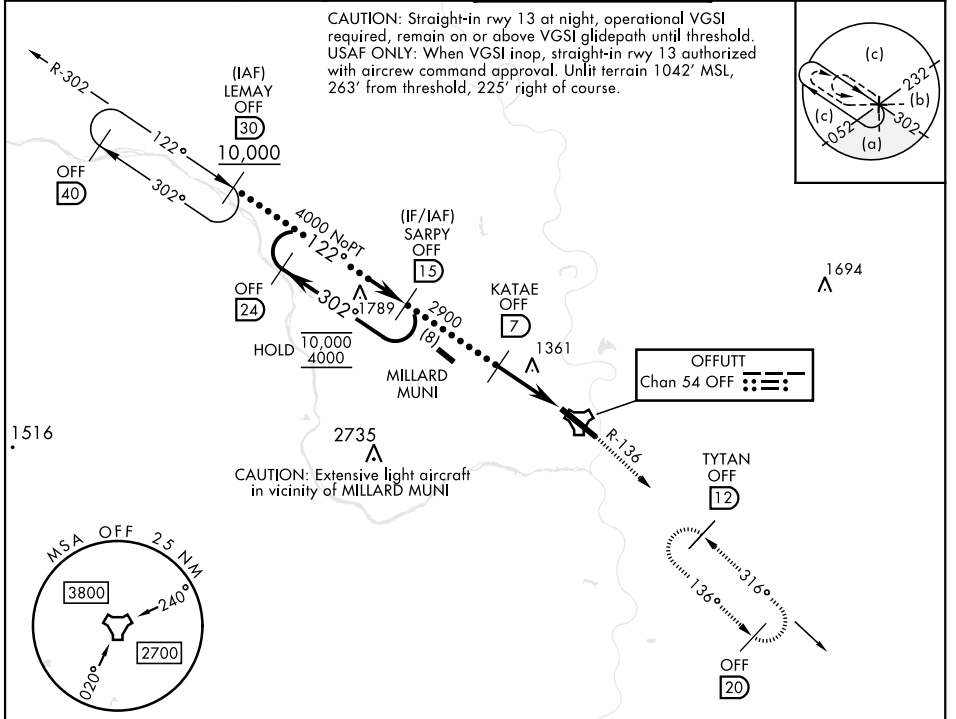 CAUTION: Straight-in rwy 13 at night, operational VGSI
required, remain on or above VGSI glidepath until threshold.
USAF ONLY: When VGSI inop, straight-in rwy 13 authorized
with aircrew command approval. Unlit terrain 1042' MSL,
263' from threshold, 225' right of course.
(c)
232
(b)
(c)
052
302
(a)
R-302
(IAF)
LEMAY
OFF
30
10,000
122°
302°
OFF
40
4000 NoPT
122°
(IF/IAF)
SARPY
OFF
15
302°
1789
OFF
24
HOLD
10,000
4000
2900
(8)
MILLARD
MUNI
KATAE
OFF
7
1361
1694
OFFUTT
Chan 54 OFF
R-136
1516
2735
CAUTION: Extensive light aircraft
in vicinity of MILLARD MUNI
TYTAN
OFF
12
316°
136°
OFF
20
MSA OFF 25 NM
3800
240°
2700
020°